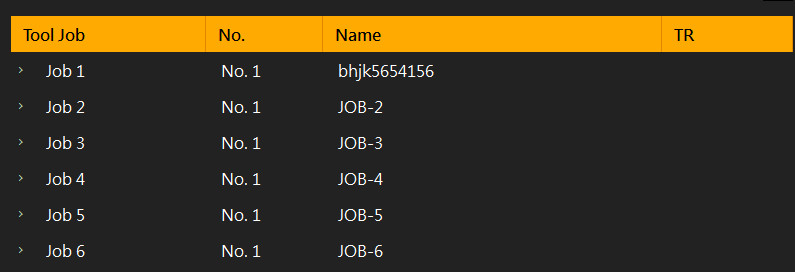 Tool Job No. Name TR
Job 1 No. 1 bhjk5654156
Job 2 No. 1 JOB-2
Job 3 No. 1 JOB-3
Job 4 No. 1 JOB-4
Job 5 No. 1 JOB-5
Job 6 No. 1 JOB-6